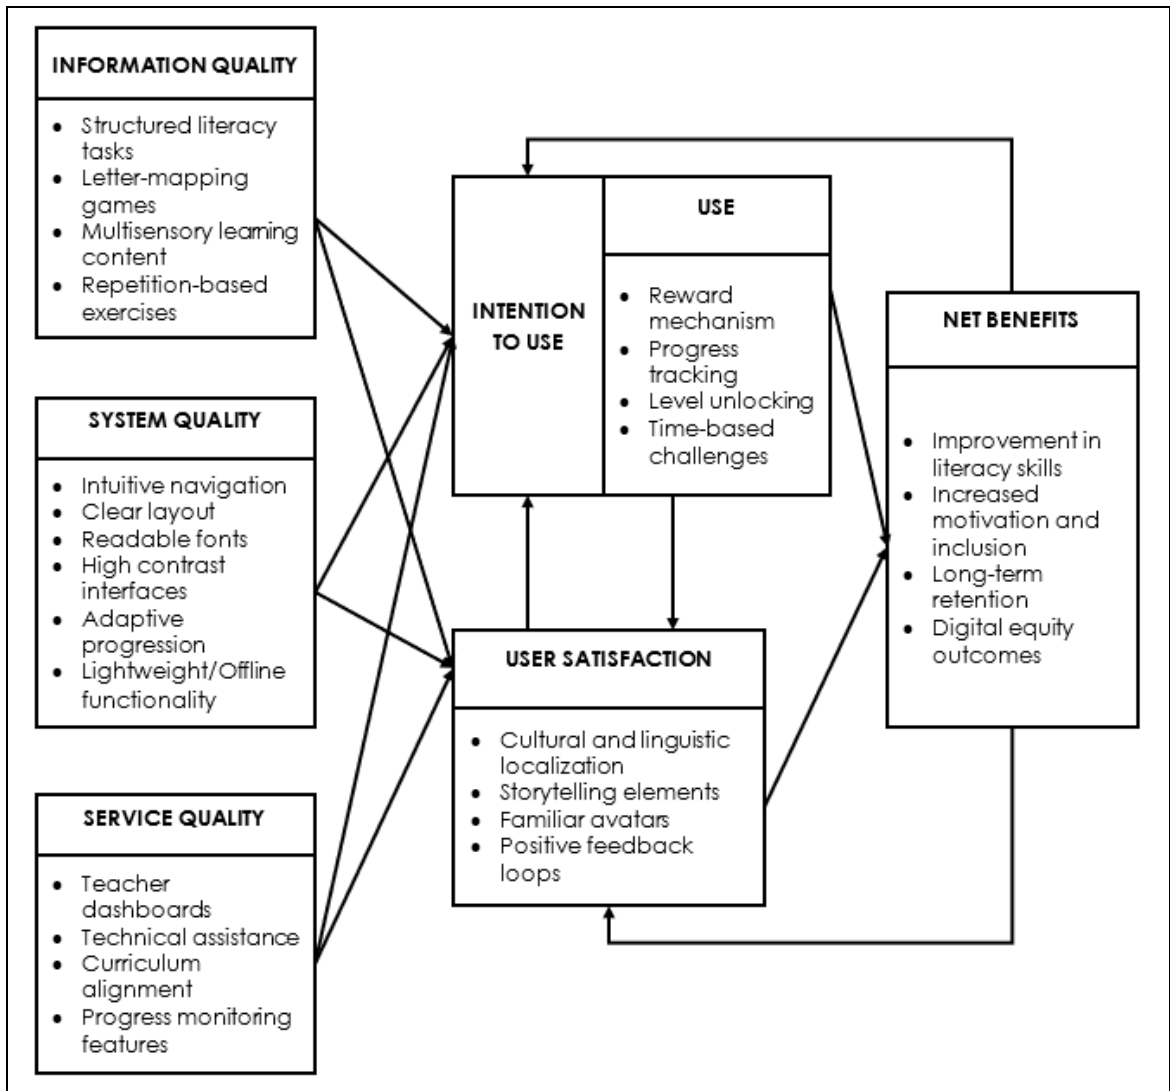 INFORMATION QUALITY
• Structured literacy
tasks
• Letter-mapping
games
• Multisensory learning
content
• Repetition-based
exercises
SYSTEM QUALITY
• Intuitive navigation
• Clear layout
• Readable fonts
• High contrast
interfaces
• Adaptive
progression
• Lightweight/Offline
functionality
SERVICE QUALITY
• Teacher
dashboards
• Technical assistance
• Curriculum
alignment
• Progress monitoring
features
INTENTION
TO USE
USE
• Reward
mechanism
• Progress
tracking
• Level unlocking
• Time-based
challenges
USER SATISFACTION
• Cultural and linguistic
localization
• Storytelling elements
• Familiar avatars
• Positive feedback
loops
NET BENEFITS
• Improvement in
literacy skills
• Increased
motivation and
inclusion
• Long-term
retention
• Digital equity
outcomes